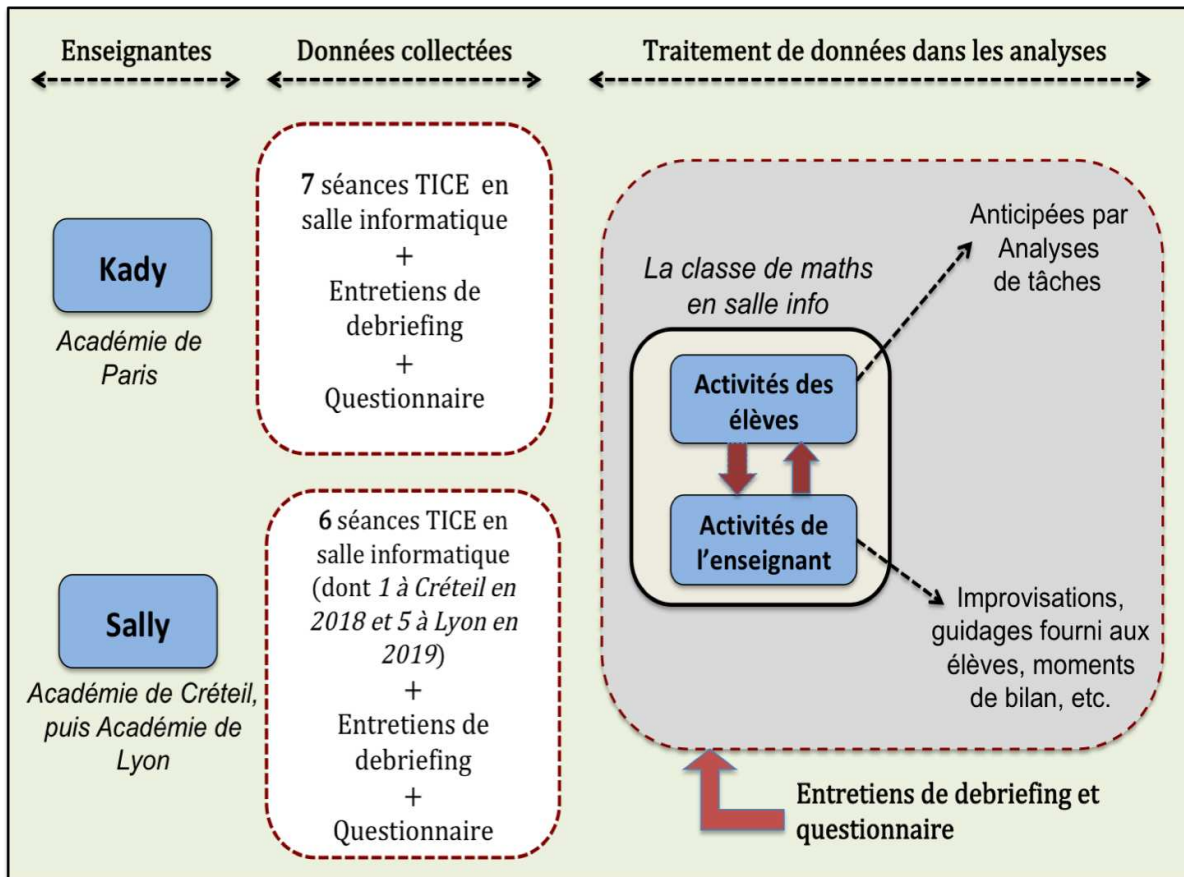 Enseignantes
Données collectées
Traitement de données dans les analyses
Kady
Académie de
Paris
7 séances TICE en
salle informatique
+
Entretiens de
debriefing
+
Questionnaire
Sally
Académie de Créteil,
puis Académie de
Lyon
6 séances TICE en
salle informatique
(dont 1 à Créteil en
2018 et 5 à Lyon en
2019)
+
Entretiens de
debriefing
+
Questionnaire
La classe de maths
en salle info
Activités des
élèves
Activités de
l'enseignant
Anticipées par
Analyses
de tâches
Improvisations,
guidages fourni aux
élèves, moments
de bilan, etc.
Entretiens de debriefing et
questionnaire